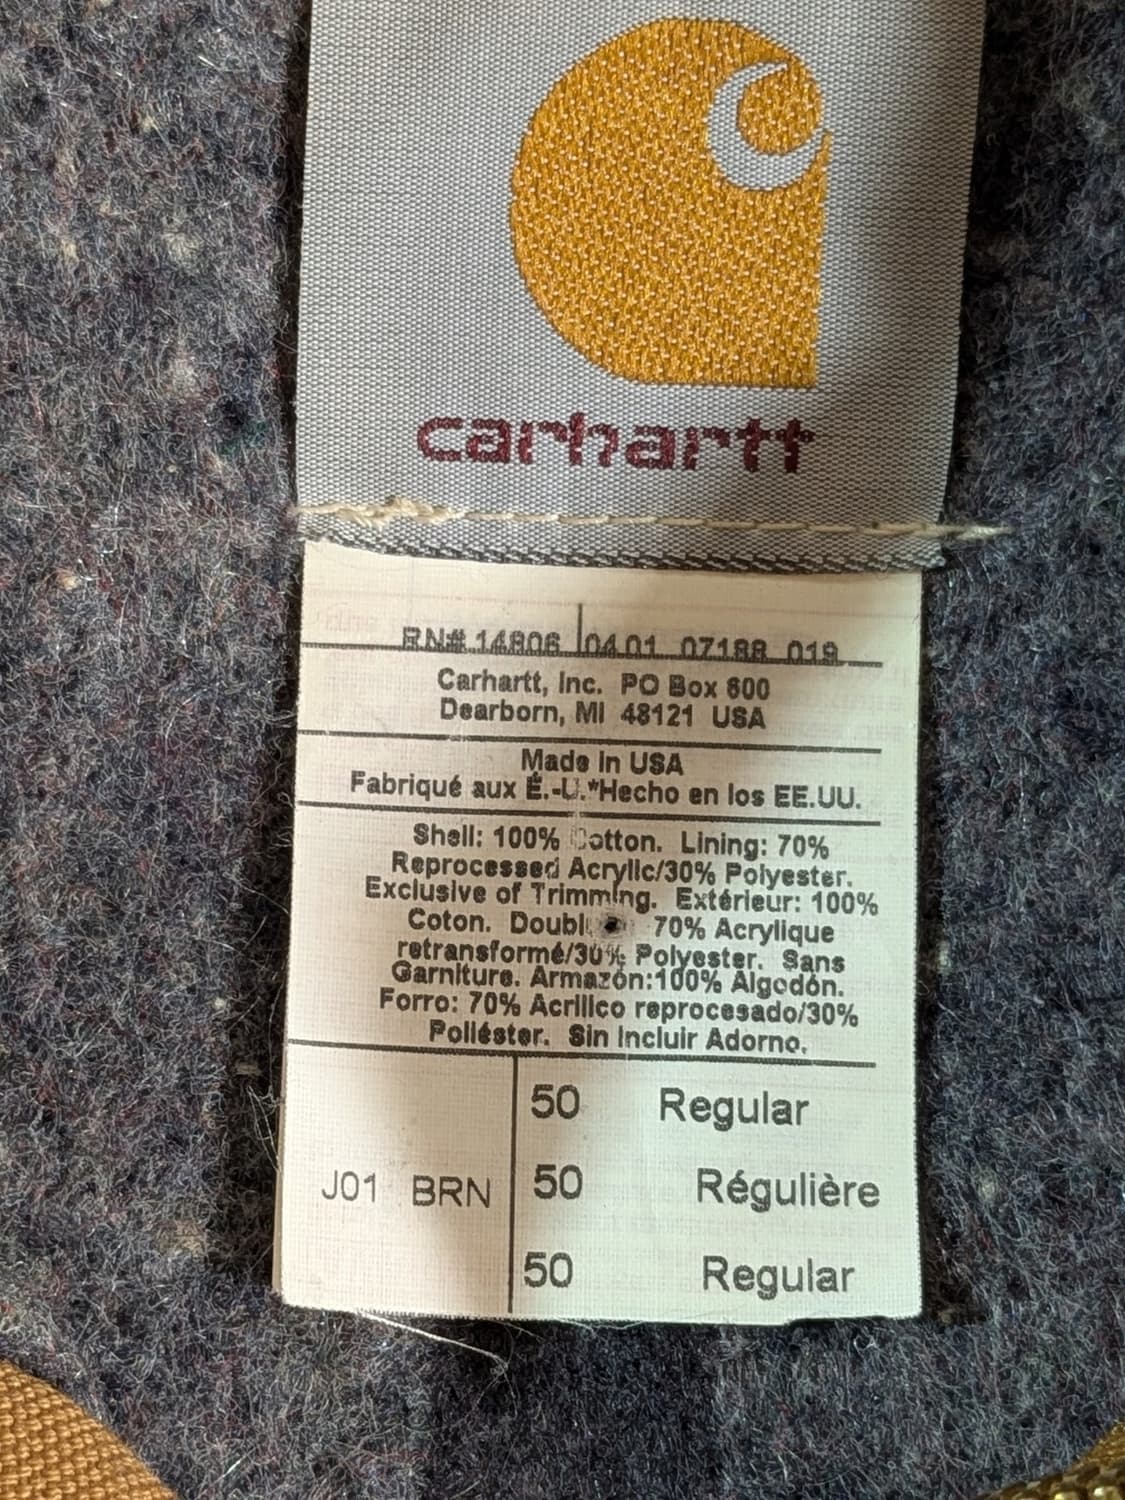 carhartt
RN# 14806 04 01 07188 019
Carhartt, Inc. PO Box 600
Dearborn, MI 48121 USA
Made in USA
Fabriqué aux É.-U.*Hecho en los EE.UU.
Shell: 100% Cotton. Lining: 70%
Reprocessed Acrylic/30% Polyester.
Exclusive of Trimming. Extérieur: 100%
Coton. 70% Acrylique
retransformé/30% Polyester. Sans
Garniture. Armazón:100% Algodón.
Forro: 70% Acrílico reprocesado/30%
Poliéster. Sin Incluir Adorno.
50 Regular
J01 BRN 50 Régulière
50 Regular